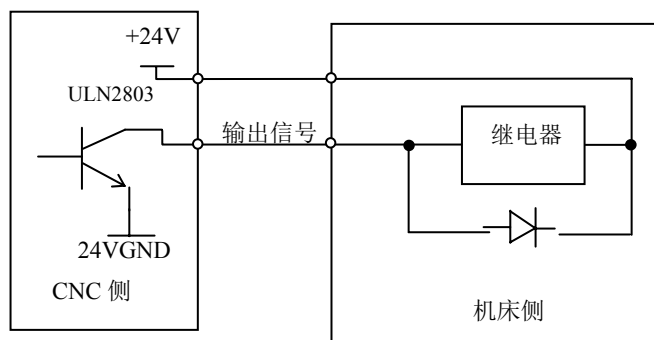 +24V
ULN2803
输出信号
继电器
24VGND
CNC 侧
机床侧